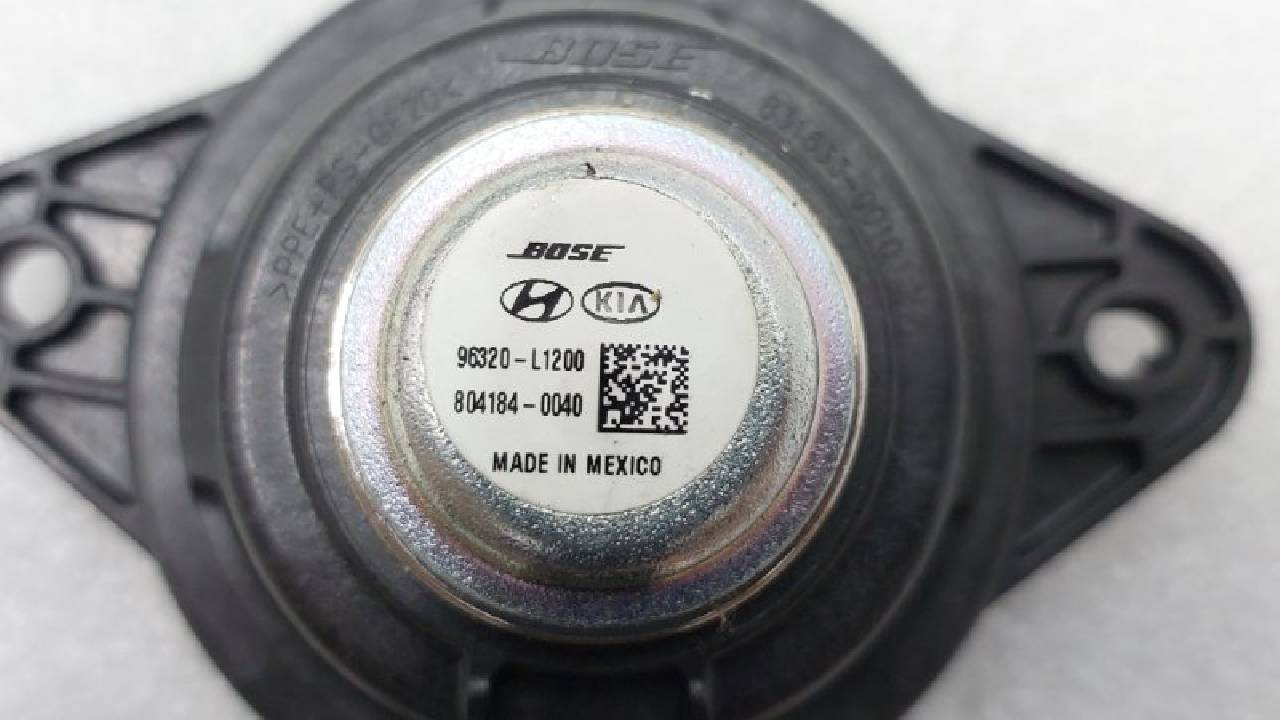 BOSE
>PPE+PS-GF20<
BOSE
KIA
96320-L1200
804184-0040
MADE IN MEXICO